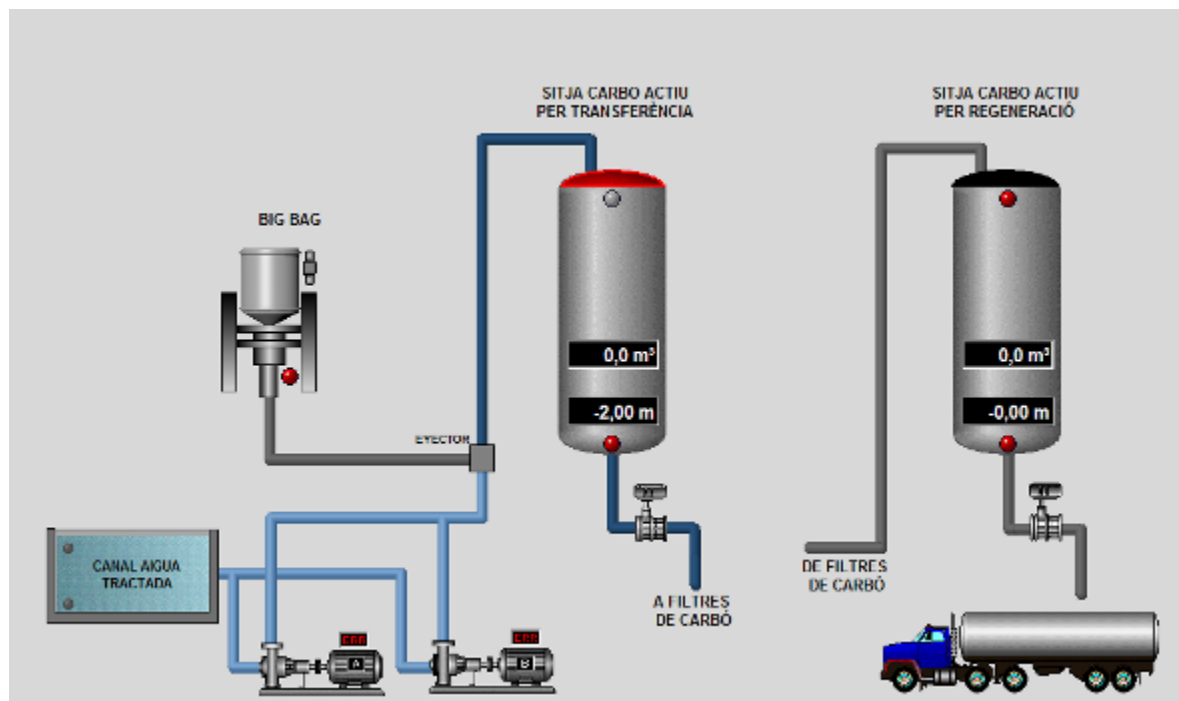 SITJA CARBO ACTIU
PER TRANSFERÈNCIA
SITJA CARBO ACTIU
PER REGENERACIÓ
BIG BAG
0,0 m³
0,0 m³
-2,00 m
-0,00 m
EYECTOR
CANAL AIGUA
TRACTADA
DE FILTRES
DE CARBÓ
A FILTRES
DE CARBÓ
A
B